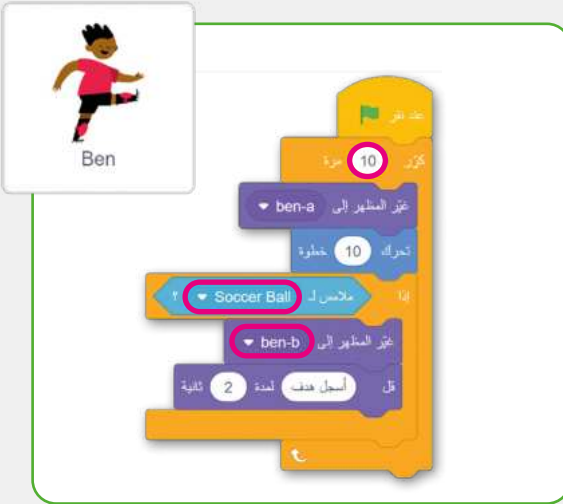 Ben
عند نقر
كرّر 10 مرة
غيّر المظهر إلى ben-a
تحرك 10 خطوة
إذا ملامس لـ Soccer Ball ؟
غيّر المظهر إلى ben-b
قل أسجل هدف لمدة 2 ثانية